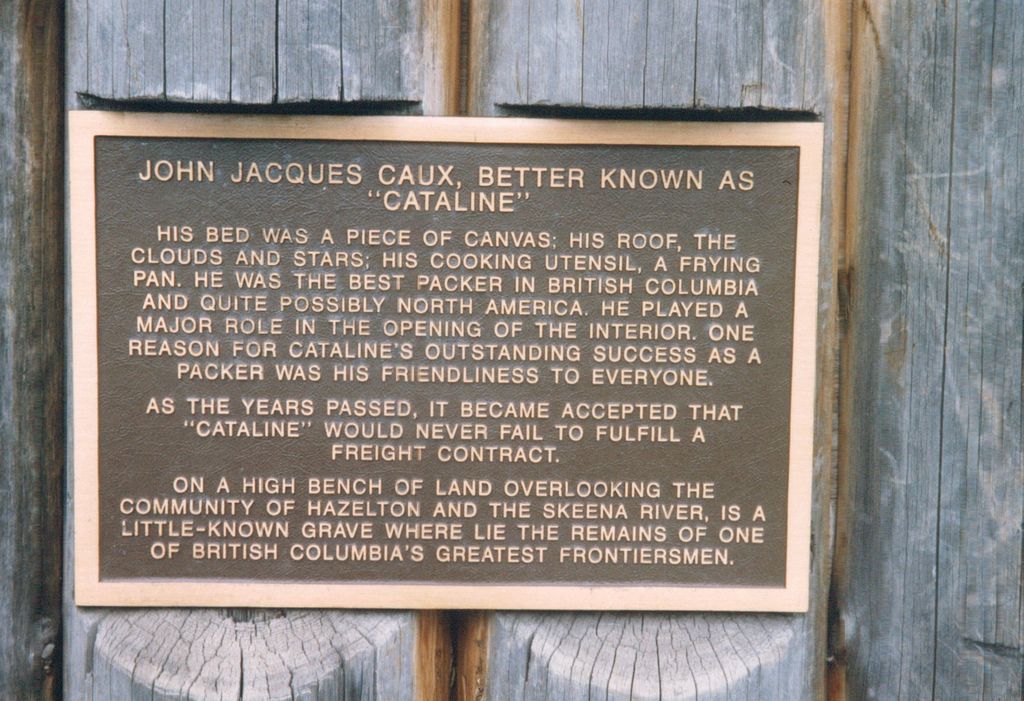 JOHN JACQUES CAUX, BETTER KNOWN AS
"CATALINE"
HIS BED WAS A PIECE OF CANVAS; HIS ROOF, THE
CLOUDS AND STARS; HIS COOKING UTENSIL, A FRYING
PAN. HE WAS THE BEST PACKER IN BRITISH COLUMBIA
AND QUITE POSSIBLY NORTH AMERICA. HE PLAYED A
MAJOR ROLE IN THE OPENING OF THE INTERIOR. ONE
REASON FOR CATALINE'S OUTSTANDING SUCCESS AS A
PACKER WAS HIS FRIENDLINESS TO EVERYONE.
AS THE YEARS PASSED, IT BECAME ACCEPTED THAT
"CATALINE" WOULD NEVER FAIL TO FULFILL A
FREIGHT CONTRACT.
ON A HIGH BENCH OF LAND OVERLOOKING THE
COMMUNITY OF HAZELTON AND THE SKEENA RIVER, IS A
LITTLE-KNOWN GRAVE WHERE LIE THE REMAINS OF ONE
OF BRITISH COLUMBIA'S GREATEST FRONTIERSMEN.